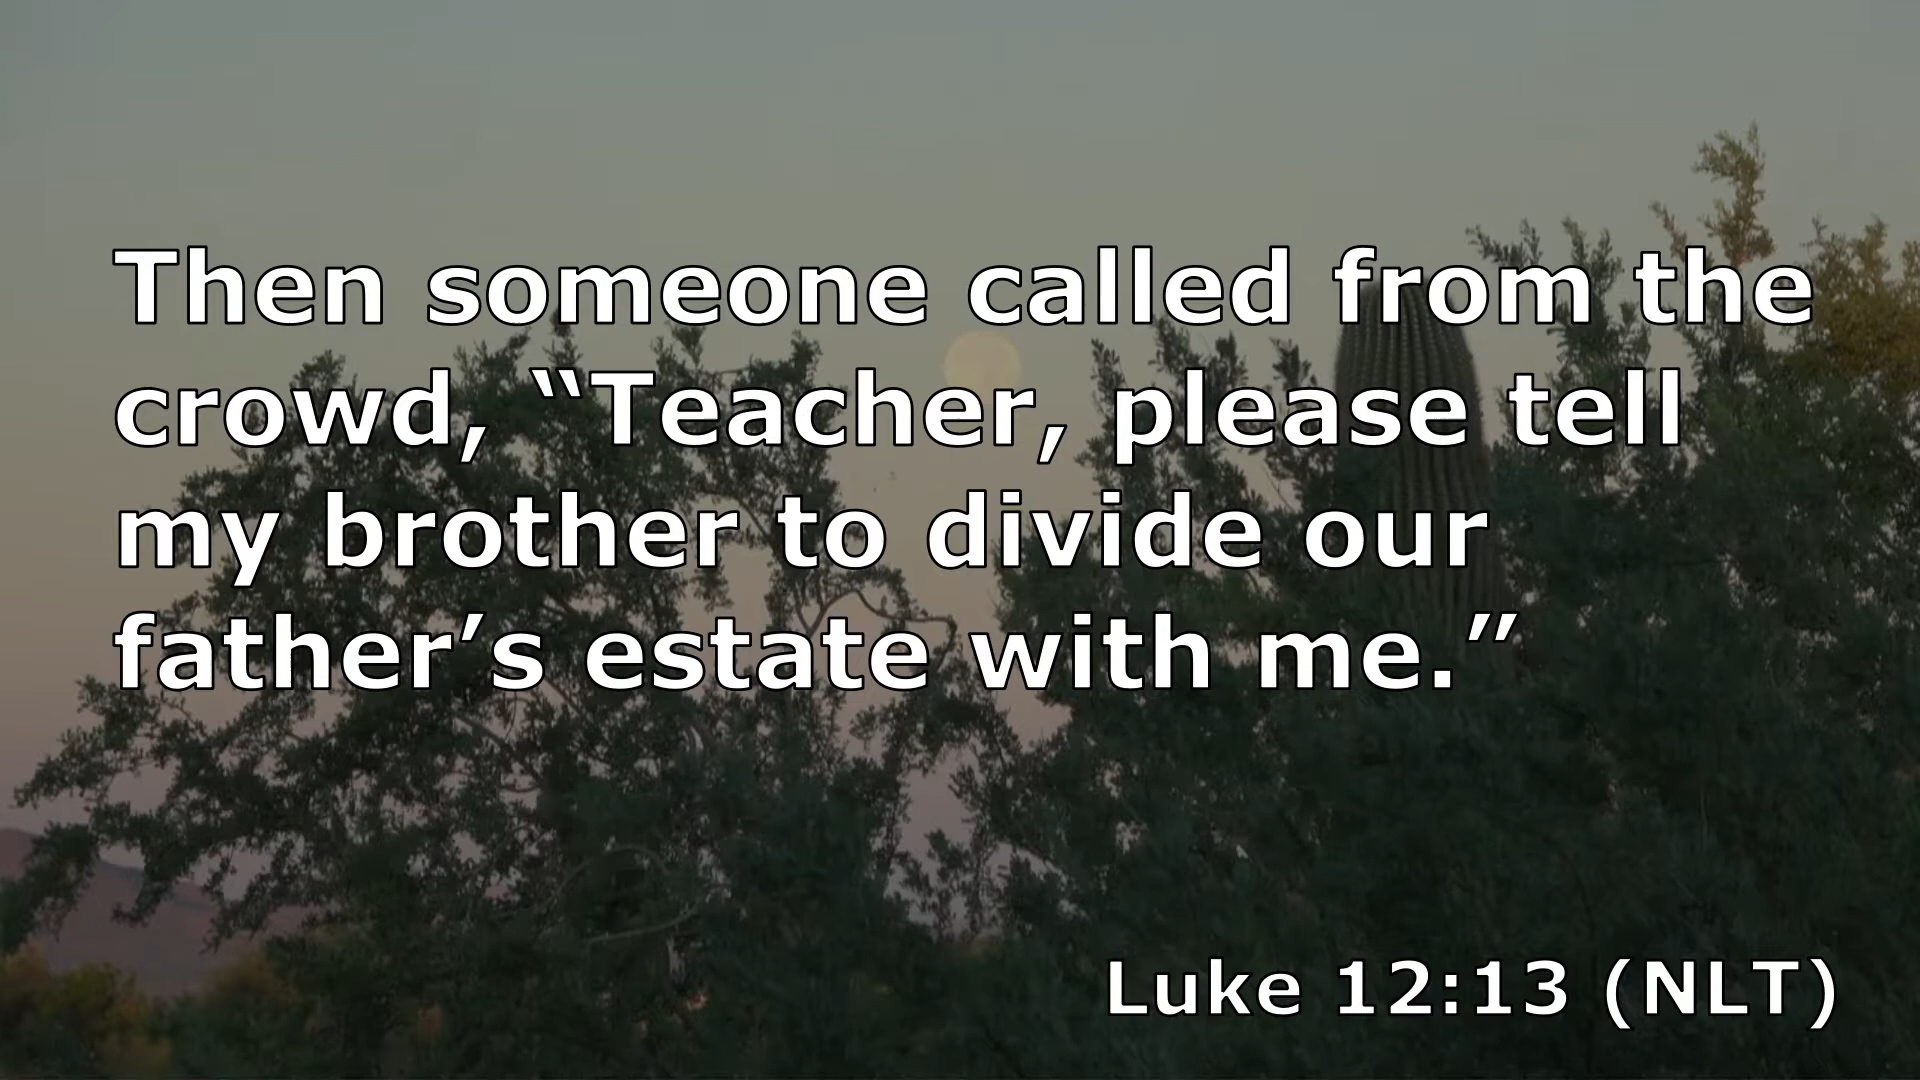 Then someone called from the
crowd, “Teacher, please tell
my brother to divide our
father’s estate with me.”
Luke 12:13 (NLT)